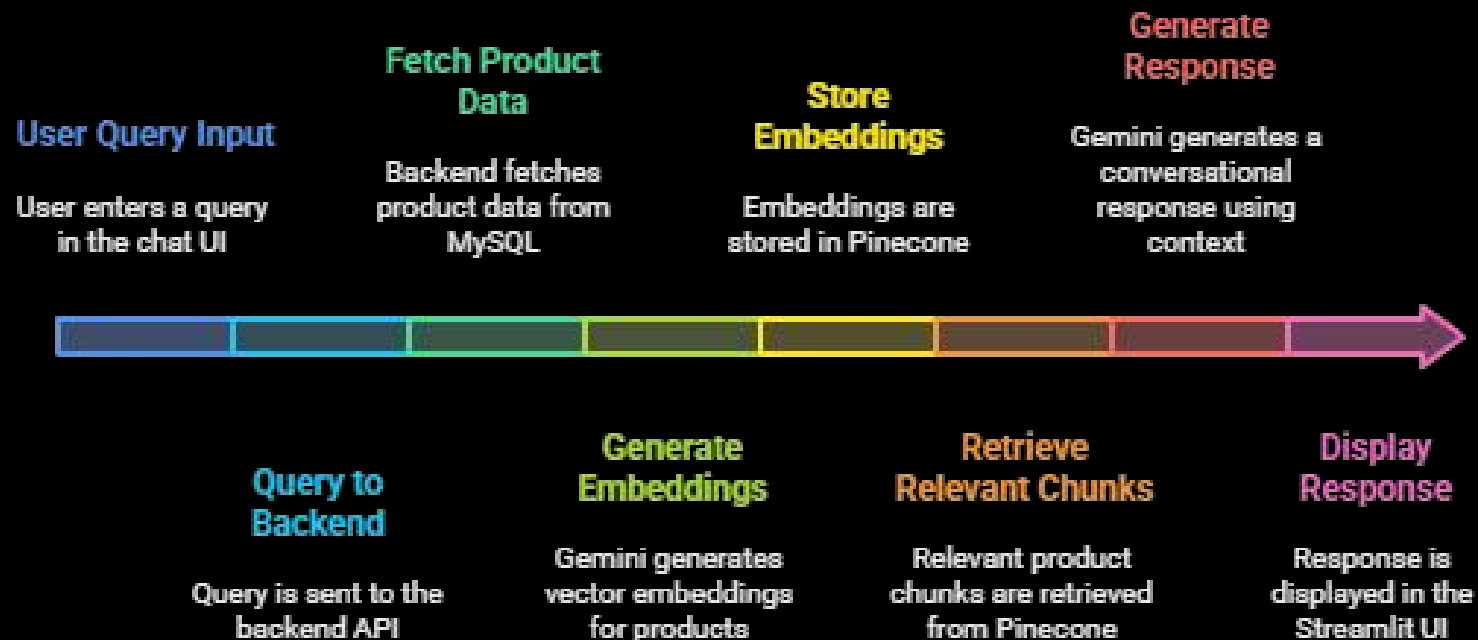 User Query Input
User enters a query
in the chat UI
Query to
Backend
Query is sent to the
backend API
Fetch Product
Data
Backend fetches
product data from
MySQL
Generate
Embeddings
Gemini generates
vector embeddings
for products
Store
Embeddings
Embeddings are
stored in Pinecone
Retrieve
Relevant Chunks
Relevant product
chunks are retrieved
from Pinecone
Generate
Response
Gemini generates a
conversational
response using
context
Display
Response
Response is
displayed in the
Streamlit UI